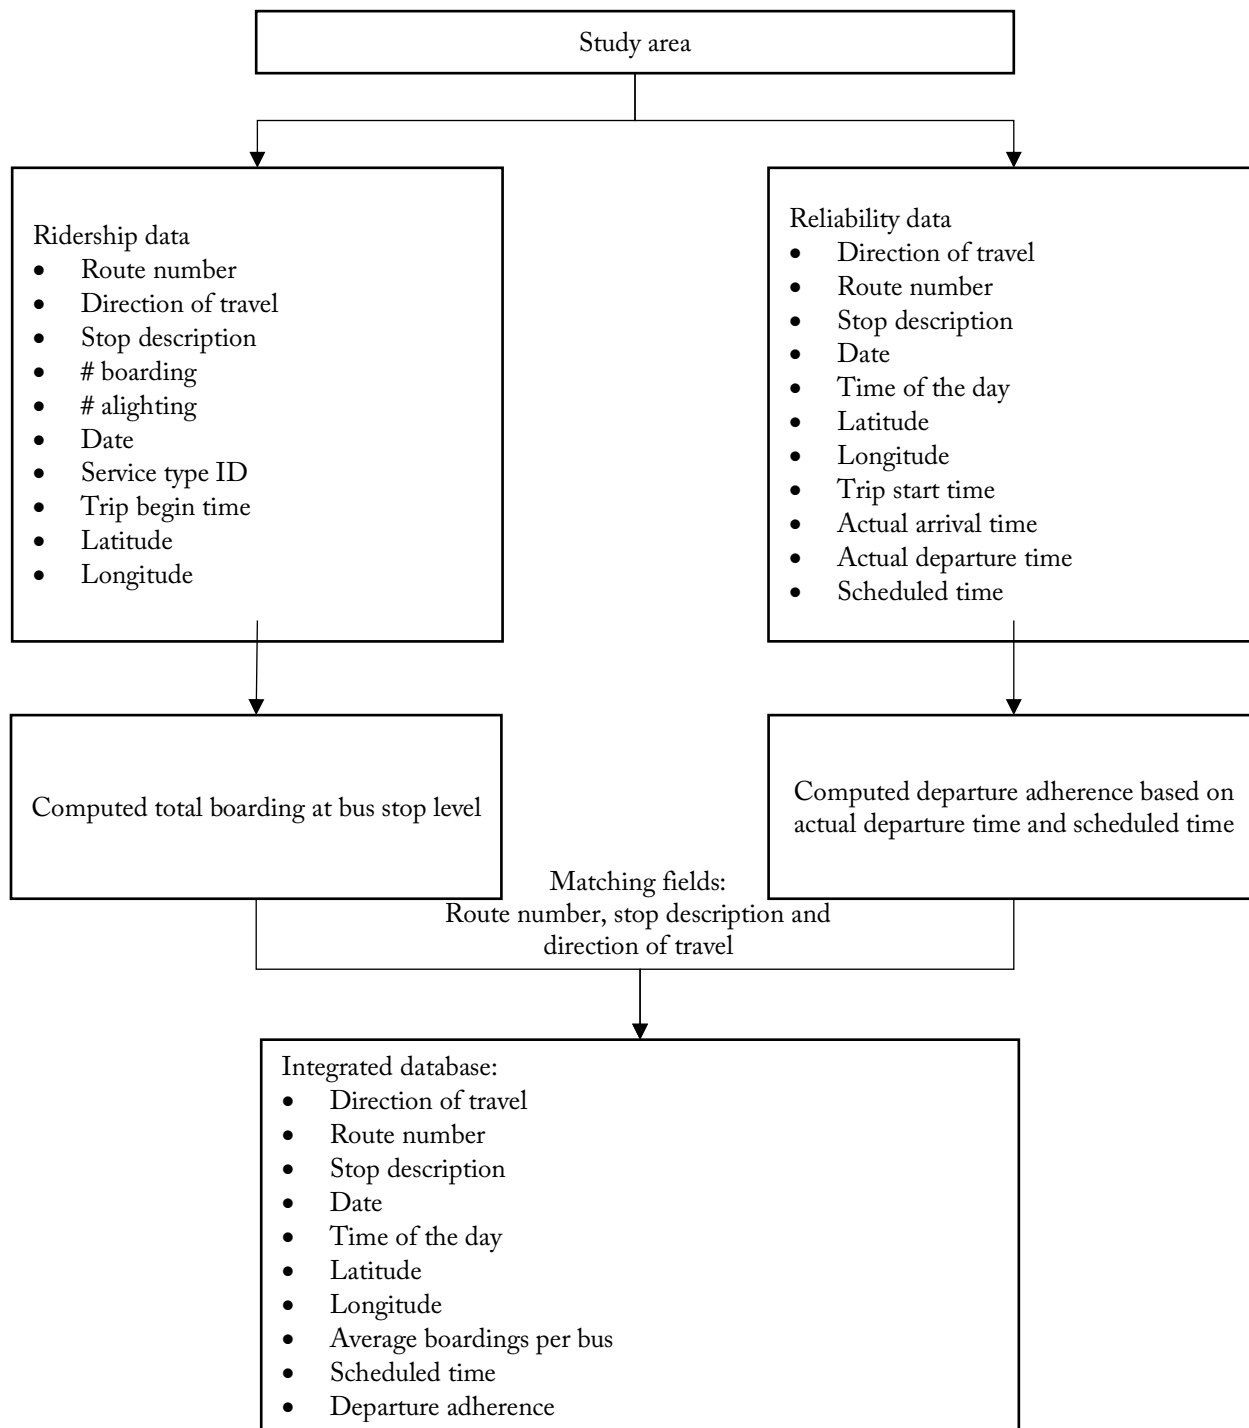 Study area
Ridership data
• Route number
• Direction of travel
• Stop description
• # boarding
• # alighting
• Date
• Service type ID
• Trip begin time
• Latitude
• Longitude
Reliability data
• Direction of travel
• Route number
• Stop description
• Date
• Time of the day
• Latitude
• Longitude
• Trip start time
• Actual arrival time
• Actual departure time
• Scheduled time
Computed total boarding at bus stop level
Computed departure adherence based on
actual departure time and scheduled time
Matching fields:
Route number, stop description and
direction of travel
Integrated database:
• Direction of travel
• Route number
• Stop description
• Date
• Time of the day
• Latitude
• Longitude
• Average boardings per bus
• Scheduled time
• Departure adherence